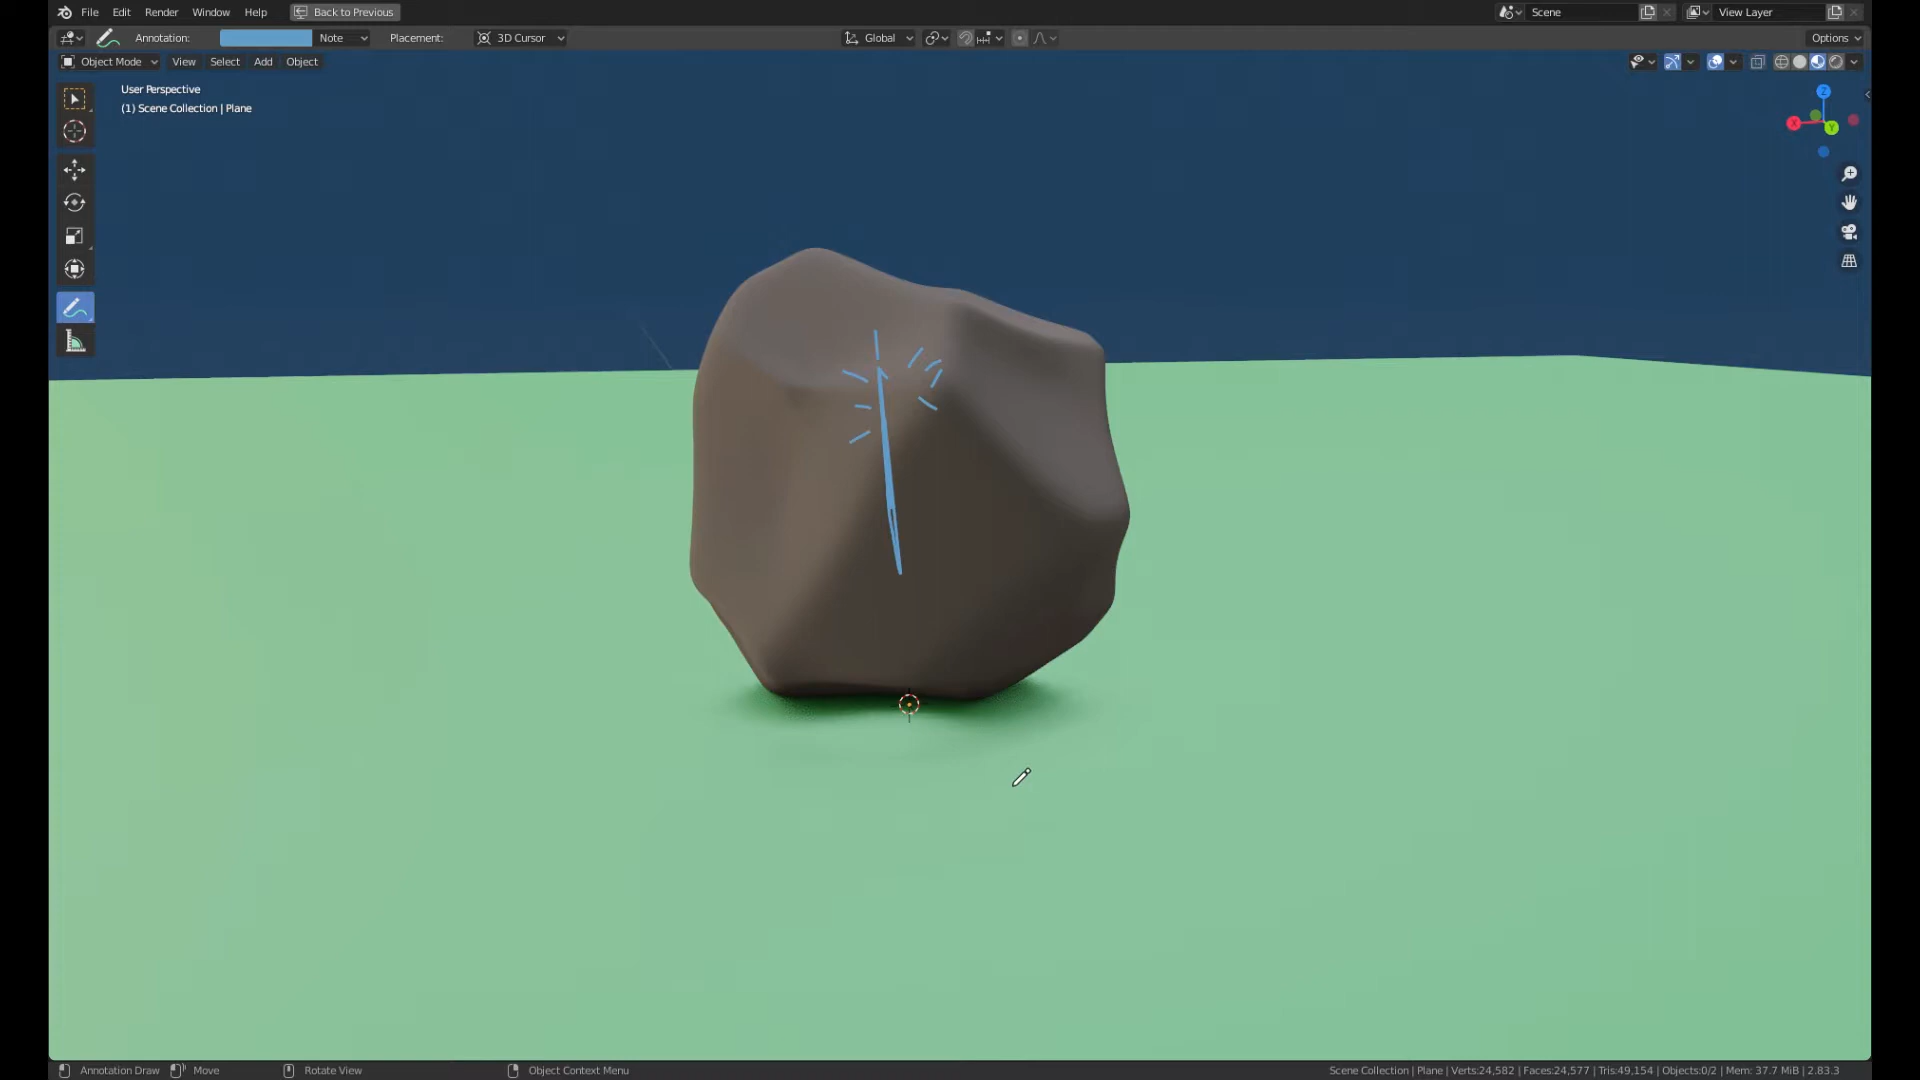 File Edit Render Window Help Back to Previous Scene View Layer
Annotation: Note Placement: 3D Cursor Global Options
Object Mode View Select Add Object
User Perspective
(1) Scene Collection | Plane
Z
X
Y
Annotation Draw Move Rotate View Object Context Menu Scene Collection | Plane | Verts:24,582 | Faces:24,577 | Tris:49,154 | Objects:0/2 | Mem: 37.7 MiB | 2.83.3